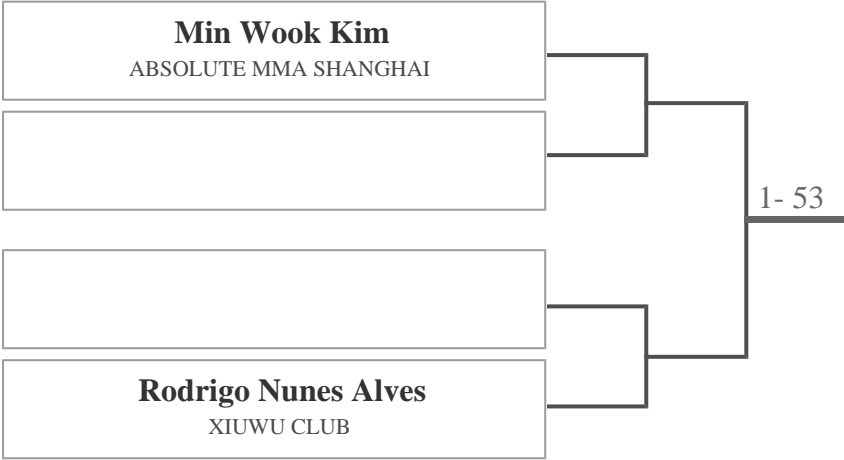 Min Wook Kim
ABSOLUTE MMA SHANGHAI
1- 53
Rodrigo Nunes Alves
XIUWU CLUB